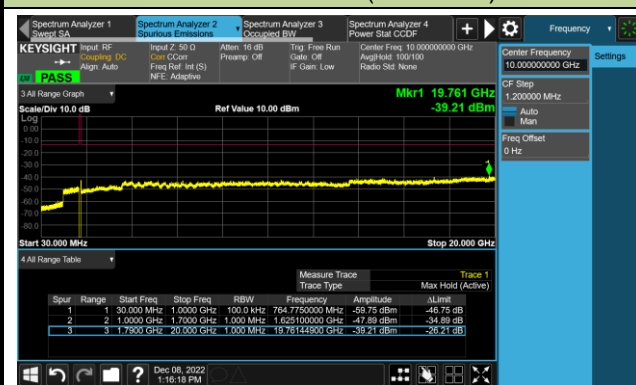 Spectrum Analyzer 1
Swept SA
Spectrum Analyzer 2
Spurious Emissions
Spectrum Analyzer 3
Occupied BW
Spectrum Analyzer 4
Power Stat CCDF
Frequency
KEYSIGHT
Input: RF
Coupling: DC
Align: Auto
Input Z: 50 Ω
Corr CCorr
Freq Ref: Int (S)
NFE: Adaptive
Atten: 16 dB
Preamp: Off
Trig: Free Run
Gate: Off
IF Gain: Low
Center Freq: 10.000000000 GHz
Avg|Hold: 100/100
Radio Std: None
LW PASS
Center Frequency
10.000000000 GHz
Settings
CF Step
1.200000 MHz
Auto
Man
Freq Offset
0 Hz
3 All Range Graph
Mkr1 19.761 GHz
-39.21 dBm
Scale/Div 10.0 dB
Ref Value 10.00 dBm
Log
0.00
-10.0
-20.0
-30.0
-40.0
-50.0
-60.0
-70.0
-80.0
1
Start 30.000 MHz
Stop 20.000 GHz
4 All Range Table
Measure Trace Trace 1
Trace Type Max Hold (Active)
Spur Range Start Freq Stop Freq RBW Frequency Amplitude ΔLimit
1 1 30.000 MHz 1.0000 GHz 100.0 kHz 764.7750000 MHz -59.75 dBm -46.75 dB
2 2 1.0000 GHz 1.7000 GHz 1.000 MHz 1.625100000 GHz -47.89 dBm -34.89 dB
3 3 1.7900 GHz 20.000 GHz 1.000 MHz 19.76144900 GHz -39.21 dBm -26.21 dB
Dec 08, 2022
1:16:18 PM